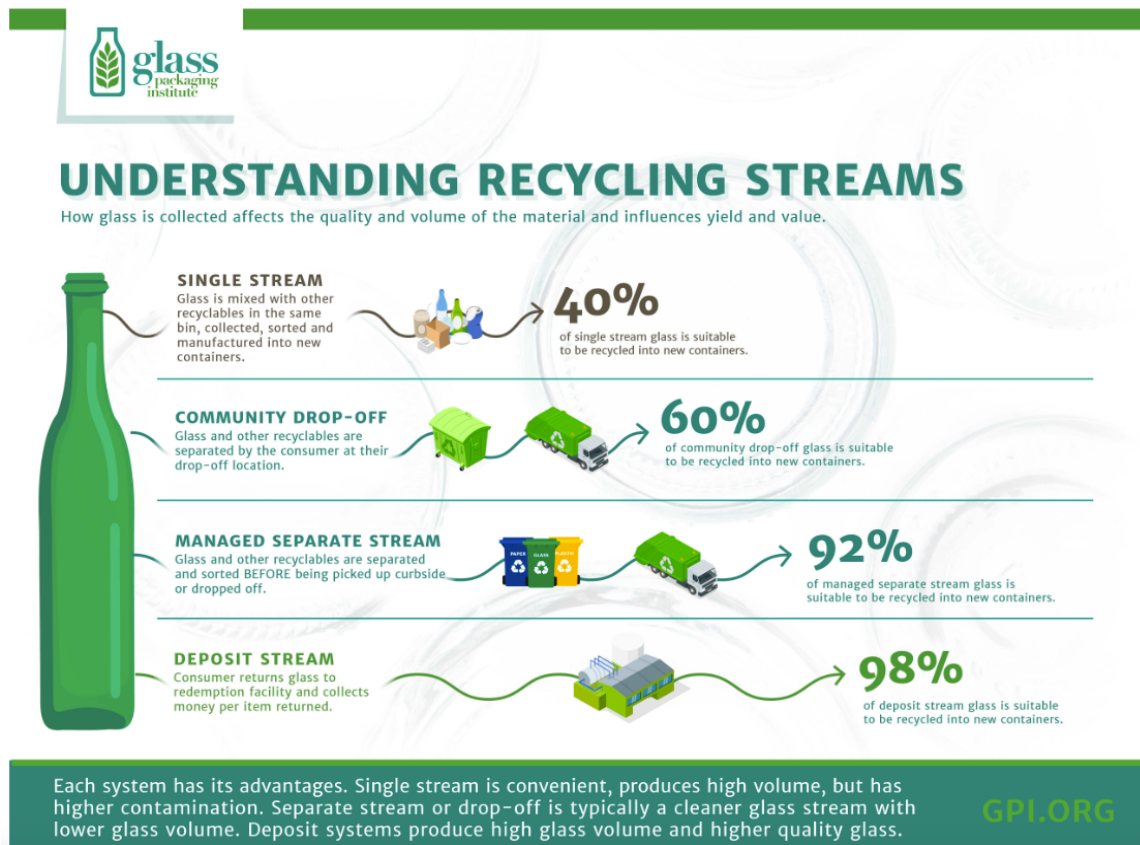 glass
packaging
institute
UNDERSTANDING RECYCLING STREAMS
How glass is collected affects the quality and volume of the material and influences yield and value.
SINGLE STREAM
Glass is mixed with other
recyclables in the same
bin, collected, sorted and
manufactured into new
containers.
40%
of single stream glass is suitable
to be recycled into new containers.
COMMUNITY DROP-OFF
Glass and other recyclables are
separated by the consumer at their
drop-off location.
60%
of community drop-off glass is suitable
to be recycled into new containers.
MANAGED SEPARATE STREAM
Glass and other recyclables are separated
and sorted BEFORE being picked up curbside
or dropped off.
PAPER
GLASS
PLASTIC
92%
of managed separate stream glass is
suitable to be recycled into new containers.
DEPOSIT STREAM
Consumer returns glass to
redemption facility and collects
money per item returned.
98%
of deposit stream glass is suitable
to be recycled into new containers.
Each system has its advantages. Single stream is convenient, produces high volume, but has
higher contamination. Separate stream or drop-off is typically a cleaner glass stream with
lower glass volume. Deposit systems produce high glass volume and higher quality glass.
GPI.ORG